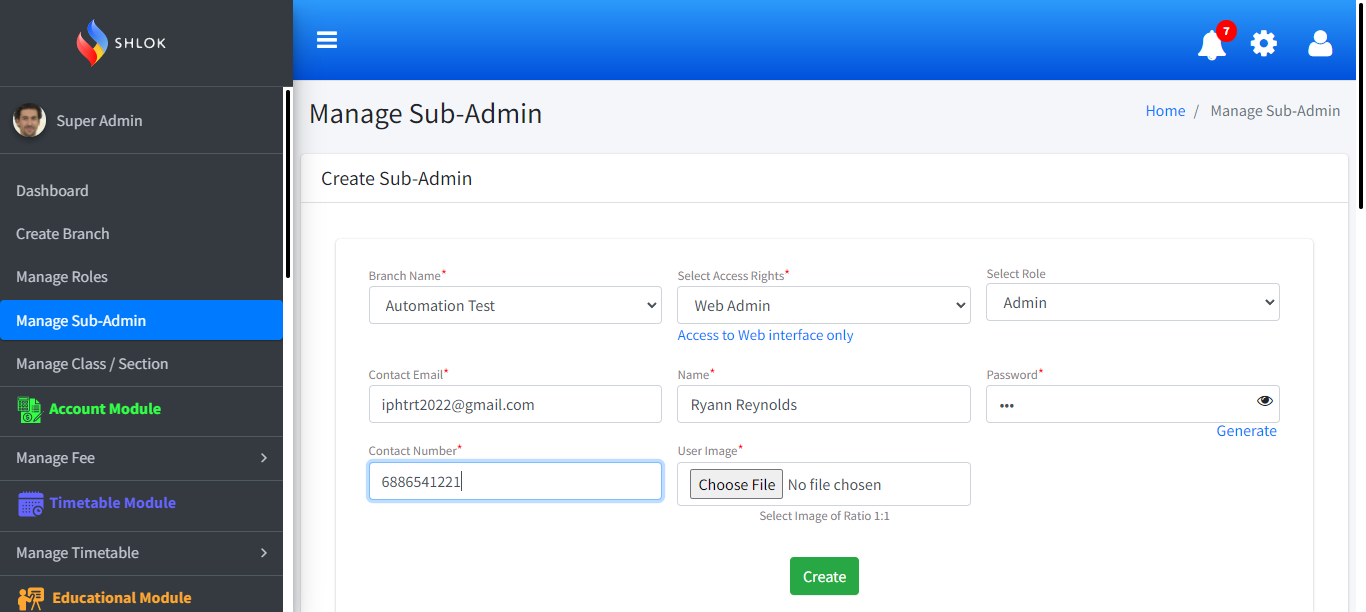 SHLOK
Super Admin
Dashboard
Create Branch
Manage Roles
Manage Sub-Admin
Manage Class / Section
Account Module
Manage Fee
Timetable Module
Manage Timetable
Educational Module
7
Manage Sub-Admin
Home / Manage Sub-Admin
Create Sub-Admin
Branch Name* Select Access Rights* Select Role
Automation Test Web Admin Admin
Access to Web interface only
Contact Email* Name* Password*
iphtrt2022@gmail.com Ryann Reynolds •••
Generate
Contact Number* User Image*
6886541221 Choose File No file chosen
Select Image of Ratio 1:1
Create